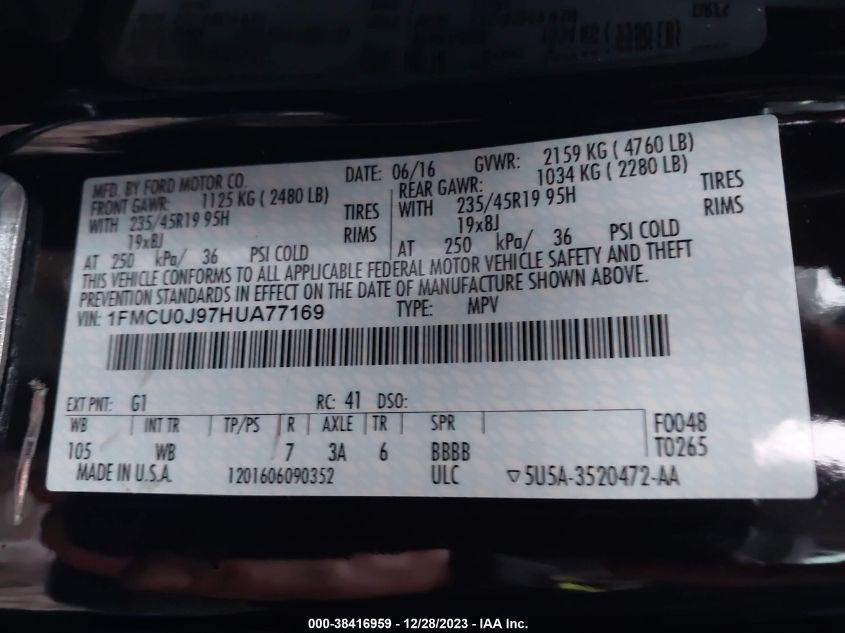 MFD. BY FORD MOTOR CO. DATE: 06/16 GVWR: 2159 KG ( 4760 LB)
FRONT GAWR: 1125 KG ( 2480 LB) REAR GAWR: 1034 KG ( 2280 LB)
WITH 235/45R19 95H TIRES WITH 235/45R19 95H TIRES
19x8J RIMS 19x8J RIMS
AT 250 kPa/ 36 PSI COLD AT 250 kPa/ 36 PSI COLD
THIS VEHICLE CONFORMS TO ALL APPLICABLE FEDERAL MOTOR VEHICLE SAFETY AND THEFT
PREVENTION STANDARDS IN EFFECT ON THE DATE OF MANUFACTURE SHOWN ABOVE.
VIN: 1FMCU0J97HUA77169 TYPE: MPV
EXT PNT: G1 RC: 41 DSO:
WB INT TR TP/PS R AXLE TR SPR F0048
105 WB 7 3A 6 BBBB T0265
MADE IN U.S.A. 1201606090352 ULC ▽5U5A-3520472-AA
000-38416959 - 12/28/2023 - IAA Inc.